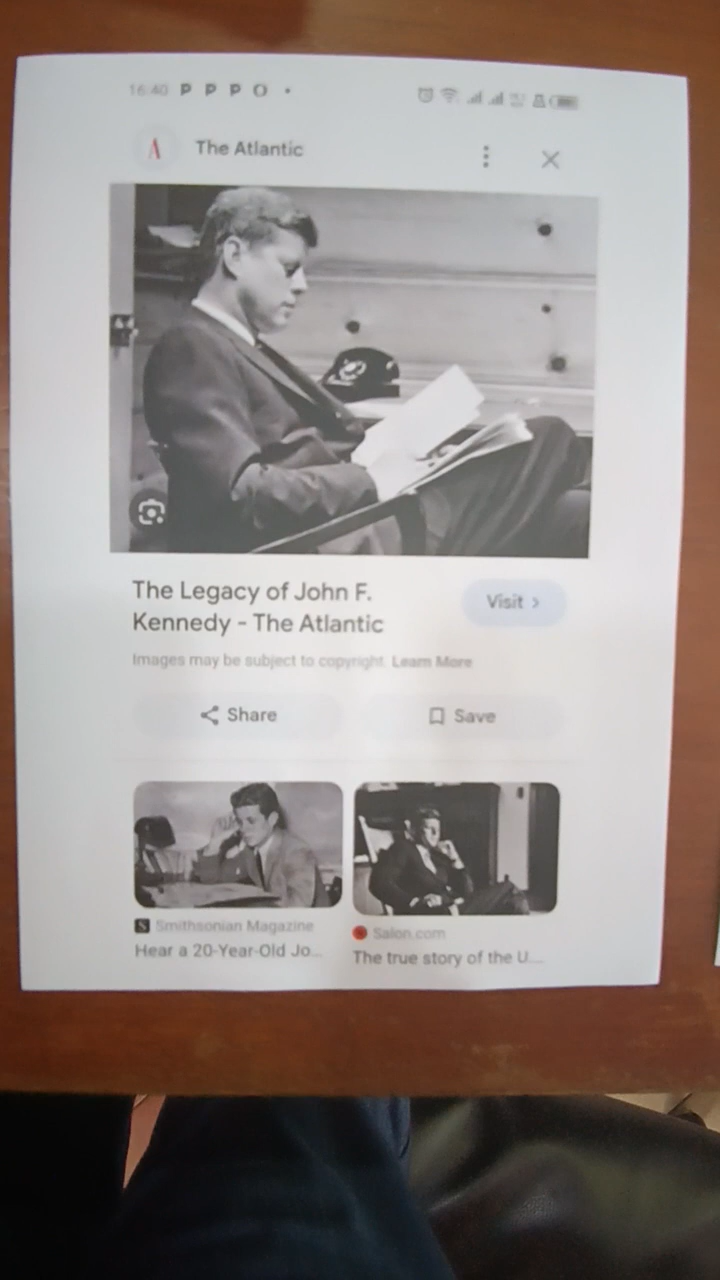 16:40 P P P O
The Atlantic
The Legacy of John F.
Kennedy - The Atlantic
Visit >
Images may be subject to copyright. Learn More
Share
Save
Smithsonian Magazine
Hear a 20-Year-Old Jo...
Salon.com
The true story of the U....